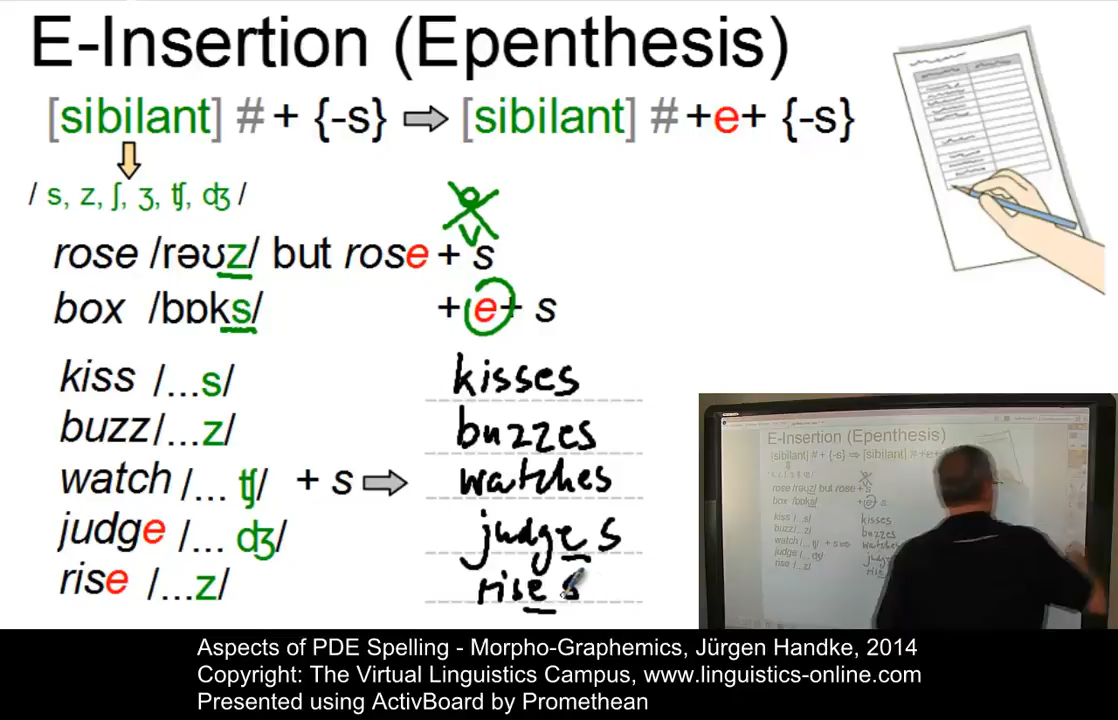 E-Insertion (Epenthesis)
[sibilant] # + {-s} ⇨ [sibilant] # +e+ {-s}
/ s, z, ʃ, ʒ, ʧ, ʤ /
rose /rəʊz/ but rose + s
box /bɒks/ +e+ s
kiss /...s/ kisses
buzz /...z/ buzzes
watch /... ʧ/ + s ⇨ watches
judge /... ʤ/ judges
rise /...z/ rises
E-Insertion (Epenthesis)
Aspects of PDE Spelling - Morpho-Graphemics, Jürgen Handke, 2014
Copyright: The Virtual Linguistics Campus, www.linguistics-online.com
Presented using ActivBoard by Promethean